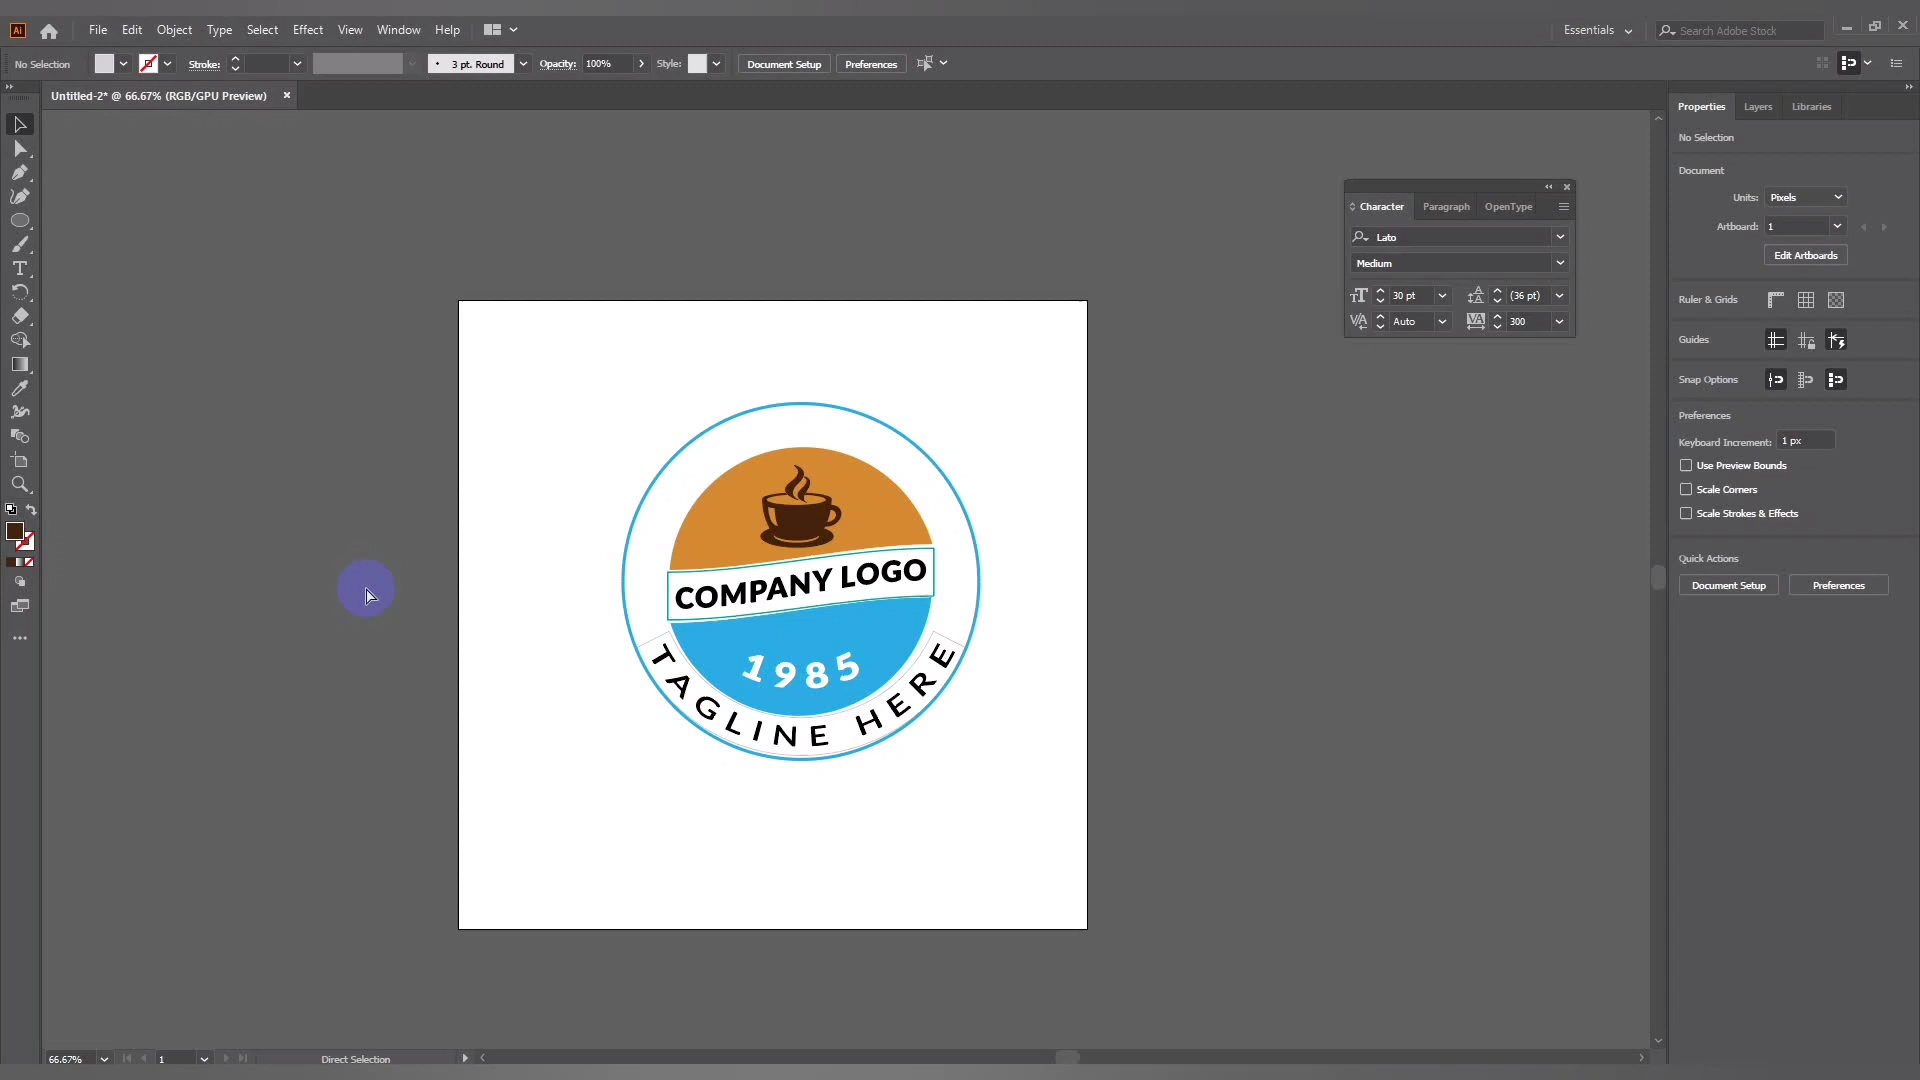 Ai File Edit Object Type Select Effect View Window Help Essentials Search Adobe Stock
No Selection Stroke: 3 pt. Round Opacity: 100% Style: Document Setup Preferences
Untitled-2* @ 66.67% (RGB/GPU Preview)
Properties Layers Libraries
No Selection
Document
Units: Pixels
Artboard: 1
Edit Artboards
Ruler & Grids
Guides
Snap Options
Preferences
Keyboard Increment: 1 px
Use Preview Bounds
Scale Corners
Scale Strokes & Effects
Quick Actions
Document Setup Preferences
Character Paragraph OpenType
Lato
Medium
30 pt (36 pt)
Auto 300
COMPANY LOGO
1985
TAGLINE HERE
66.67% 1 Direct Selection